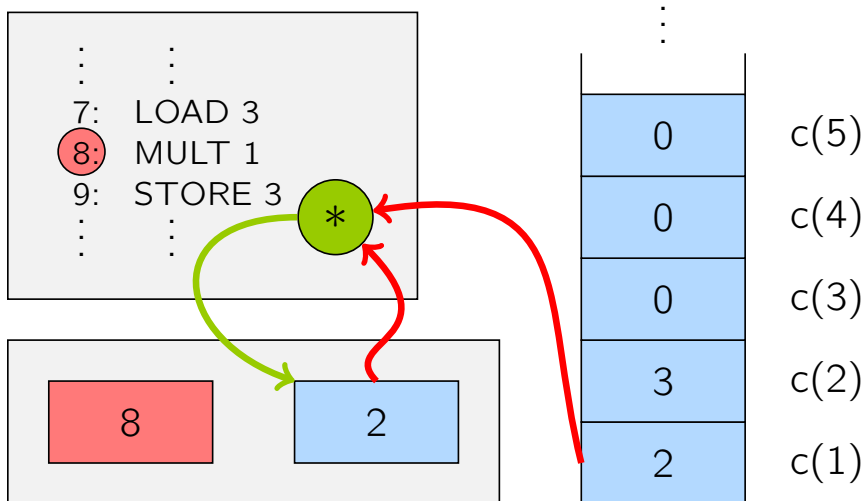 7: LOAD 3
8: MULT 1
9: STORE 3
*
8
2
0 c(5)
0 c(4)
0 c(3)
3 c(2)
2 c(1)